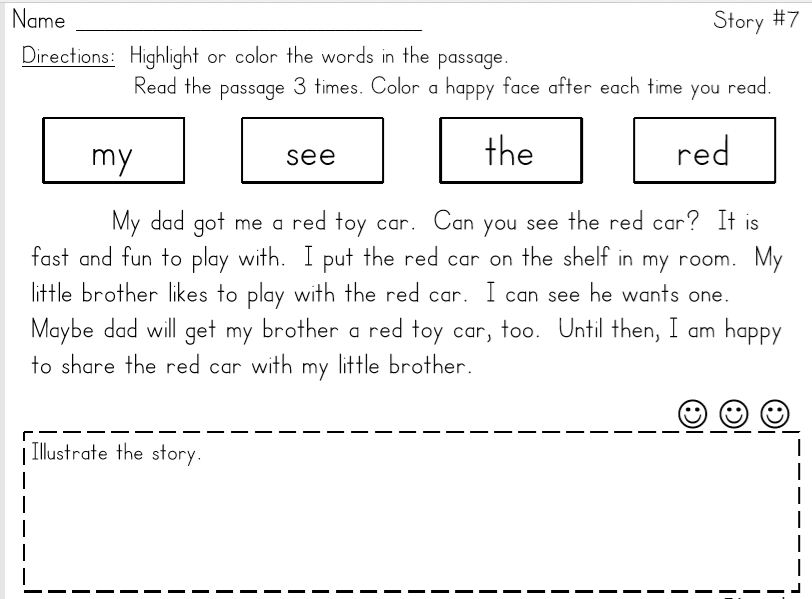 Name ______________________________ Story #7
Directions: Highlight or color the words in the passage.
Read the passage 3 times. Color a happy face after each time you read.
my see the red
My dad got me a red toy car. Can you see the red car? It is
fast and fun to play with. I put the red car on the shelf in my room. My
little brother likes to play with the red car. I can see he wants one.
Maybe dad will get my brother a red toy car, too. Until then, I am happy
to share the red car with my little brother.
Illustrate the story.